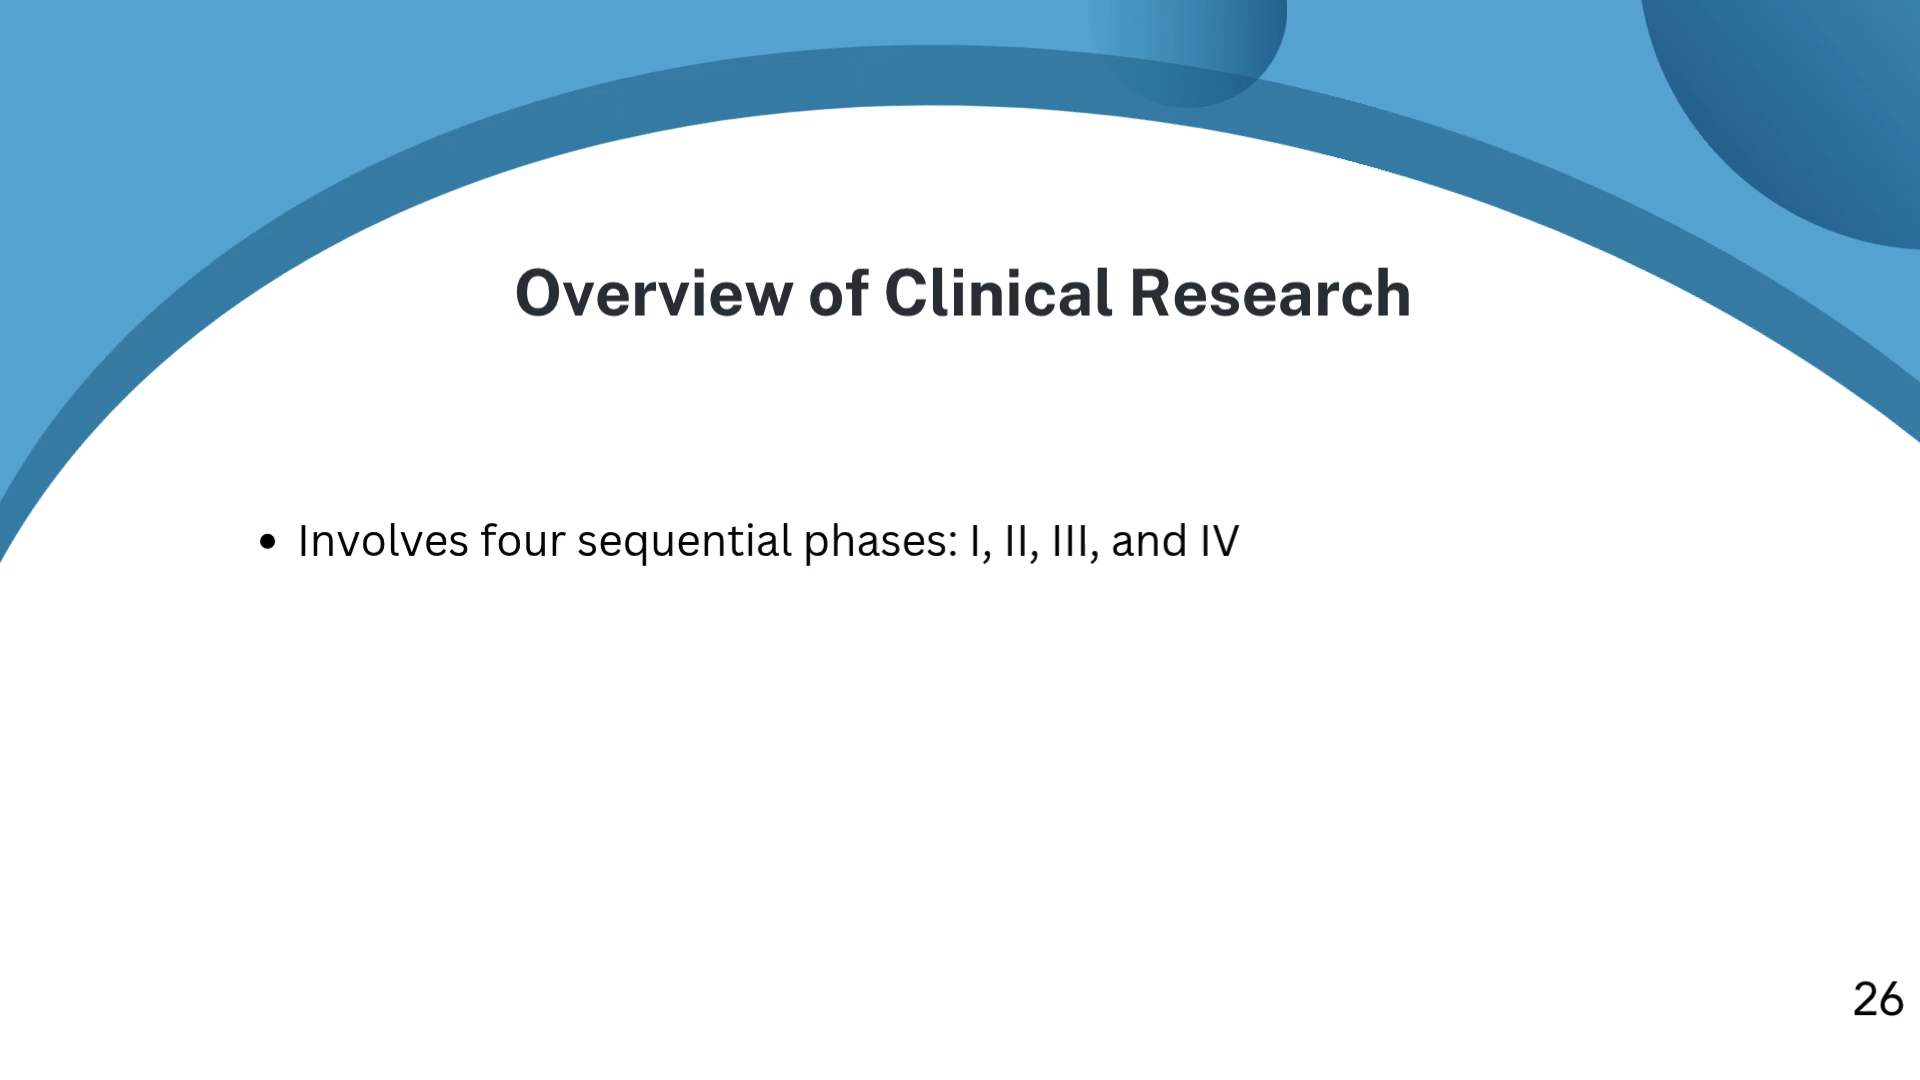 Overview of Clinical Research
• Involves four sequential phases: I, II, III, and IV
26